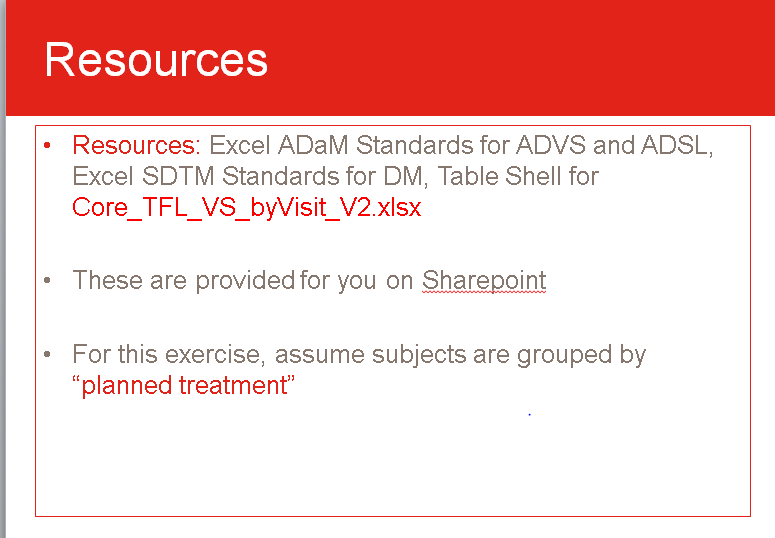 Resources
• Resources: Excel ADaM Standards for ADVS and ADSL,
Excel SDTM Standards for DM, Table Shell for
Core_TFL_VS_byVisit_V2.xlsx
• These are provided for you on Sharepoint
• For this exercise, assume subjects are grouped by
“planned treatment”